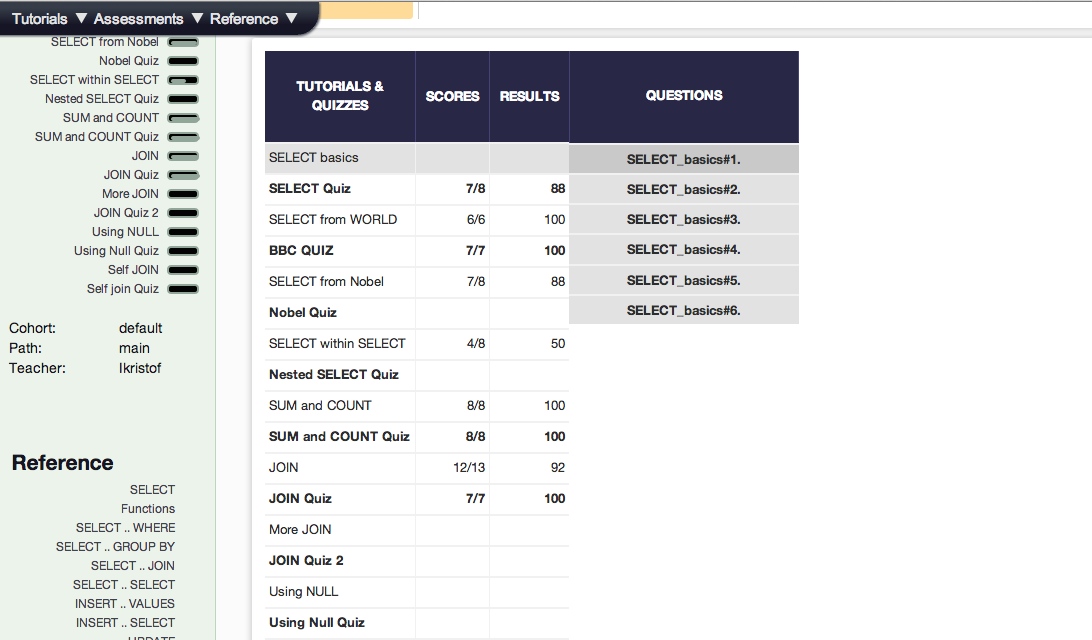 Tutorials ▼ Assessments ▼ Reference ▼
SELECT from Nobel
Nobel Quiz
SELECT within SELECT
Nested SELECT Quiz
SUM and COUNT
SUM and COUNT Quiz
JOIN
JOIN Quiz
More JOIN
JOIN Quiz 2
Using NULL
Using Null Quiz
Self JOIN
Self join Quiz
Cohort: default
Path: main
Teacher: lkristof
Reference
SELECT
Functions
SELECT .. WHERE
SELECT .. GROUP BY
SELECT .. JOIN
SELECT .. SELECT
INSERT .. VALUES
INSERT .. SELECT
UPDATE
TUTORIALS &
QUIZZES
SCORES
RESULTS
QUESTIONS
SELECT basics
SELECT Quiz 7/8 88
SELECT from WORLD 6/6 100
BBC QUIZ 7/7 100
SELECT from Nobel 7/8 88
Nobel Quiz
SELECT within SELECT 4/8 50
Nested SELECT Quiz
SUM and COUNT 8/8 100
SUM and COUNT Quiz 8/8 100
JOIN 12/13 92
JOIN Quiz 7/7 100
More JOIN
JOIN Quiz 2
Using NULL
Using Null Quiz
SELECT_basics#1.
SELECT_basics#2.
SELECT_basics#3.
SELECT_basics#4.
SELECT_basics#5.
SELECT_basics#6.